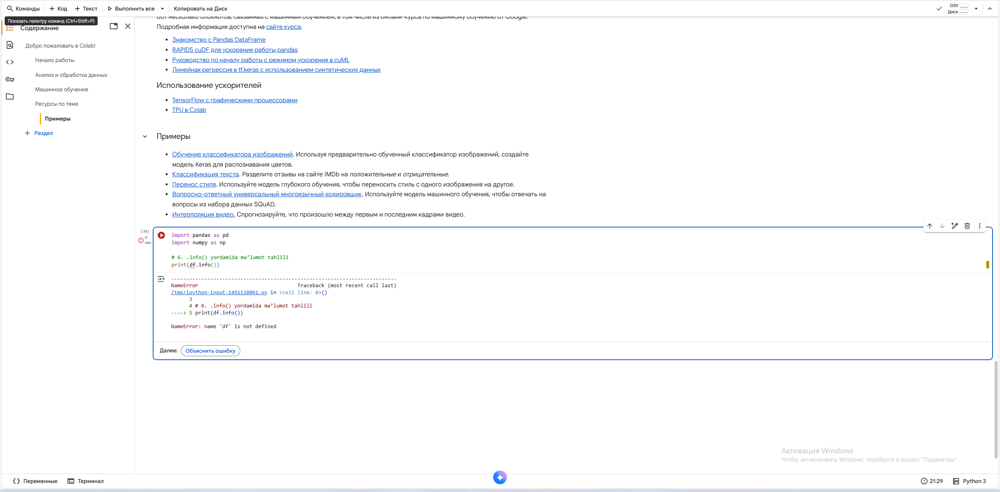 Команды
Код
Текст
Выполнить все
Копировать на Диск
ОЗУ
Диск
Показать палитру команд (Ctrl+Shift+P)
Содержание
Добро пожаловать в Colab!
Начало работы
Анализ и обработка данных
Машинное обучение
Ресурсы по теме
Примеры
+ Раздел
Вот несколько блокнотов, связанных с машинным обучением, в том числе из онлайн-курса по машинному обучению от Google.
Подробная информация доступна на сайте курса.
• Знакомство с Pandas DataFrame
• RAPIDS cuDF для ускорения работы pandas
• Руководство по началу работы с режимом ускорения в cuML
• Линейная регрессия в tf.keras с использованием синтетических данных
Использование ускорителей
• TensorFlow с графическими процессорами
• TPU в Colab
Примеры
• Обучение классификатора изображений. Используя предварительно обученный классификатор изображений, создайте
модель Keras для распознавания цветов.
• Классификация текста. Разделите отзывы на сайте IMDb на положительные и отрицательные.
• Перенос стиля. Используйте модель глубокого обучения, чтобы переносить стиль с одного изображения на другое.
• Вопросно-ответный универсальный многоязычный кодировщик. Используйте модель машинного обучения, чтобы отвечать на
вопросы из набора данных SQuAD.
• Интерполяция видео. Спрогнозируйте, что произошло между первым и последним кадрами видео.
[38]
0
сек.
import pandas as pd
import numpy as np
# 6. .info() yordamida ma’lumot tahlili
print(df.info())
---------------------------------------------------------------------------
NameError                                 Traceback (most recent call last)
/tmp/ipython-input-1491138061.py in <cell line: 0>()
3
4 # 6. .info() yordamida ma’lumot tahlili
----> 5 print(df.info())
NameError: name 'df' is not defined
Далее: Объяснить ошибку
Активация Windows
Чтобы активировать Windows, перейдите в раздел "Параметры".
Переменные
Терминал
21:29
Python 3